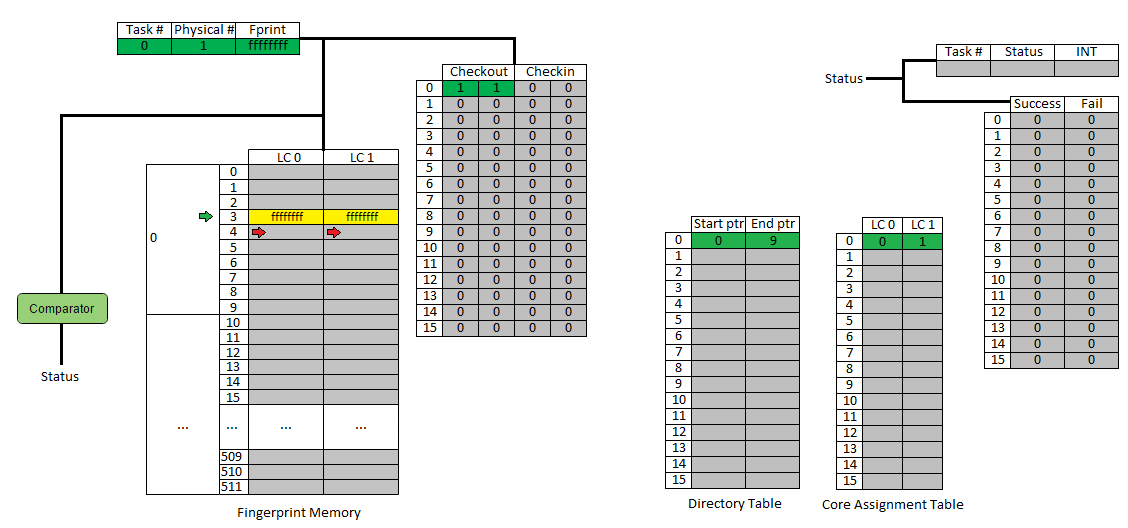 Task # Physical # Fprint
0 1 ffffffff
Comparator
Status
LC 0 LC 1
0
0
1
2
3 ffffffff ffffffff
4
5
6
7
8
9
10
11
12
13
14
15
... ... ... ...
509
510
511
Fingerprint Memory
Checkout Checkin
0 1 1 0 0
1 0 0 0 0
2 0 0 0 0
3 0 0 0 0
4 0 0 0 0
5 0 0 0 0
6 0 0 0 0
7 0 0 0 0
8 0 0 0 0
9 0 0 0 0
10 0 0 0 0
11 0 0 0 0
12 0 0 0 0
13 0 0 0 0
14 0 0 0 0
15 0 0 0 0
Start ptr End ptr
0 0 9
1
2
3
4
5
6
7
8
9
10
11
12
13
14
15
Directory Table
LC 0 LC 1
0 0 1
1
2
3
4
5
6
7
8
9
10
11
12
13
14
15
Core Assignment Table
Status
Task # Status INT
Success Fail
0 0 0
1 0 0
2 0 0
3 0 0
4 0 0
5 0 0
6 0 0
7 0 0
8 0 0
9 0 0
10 0 0
11 0 0
12 0 0
13 0 0
14 0 0
15 0 0